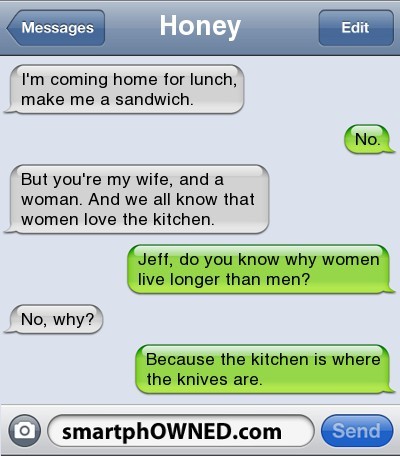 Messages
Honey
Edit
I'm coming home for lunch,
make me a sandwich.
No.
But you're my wife, and a
woman. And we all know that
women love the kitchen.
Jeff, do you know why women
live longer than men?
No, why?
Because the kitchen is where
the knives are.
smartphOWNED.com
Send